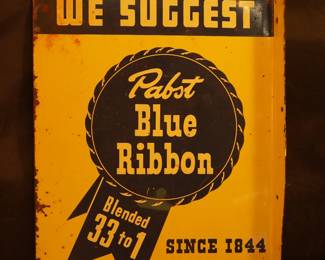 WE SUGGEST
Pabst
Blue
Ribbon
Blended
33 to 1
SINCE 1844